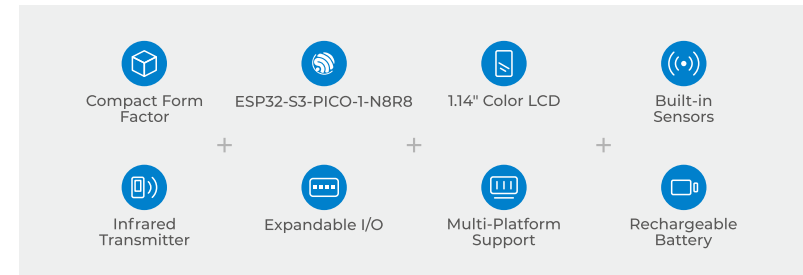 Compact Form
Factor
ESP32-S3-PICO-1-N8R8
1.14" Color LCD
Built-in
Sensors
Infrared
Transmitter
Expandable I/O
Multi-Platform
Support
Rechargeable
Battery